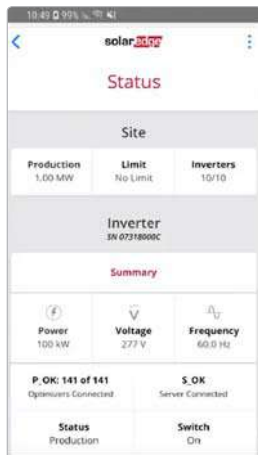 10:49 99%
solaredge
Status
Site
Production Limit Inverters
1.00 MW No Limit 10/10
Inverter
SN 07318000C
Summary
Power Voltage Frequency
100 kW 277 V 60.0 Hz
P_OK: 141 of 141 S_OK
Optimizers Connected Server Connected
Status Switch
Production On